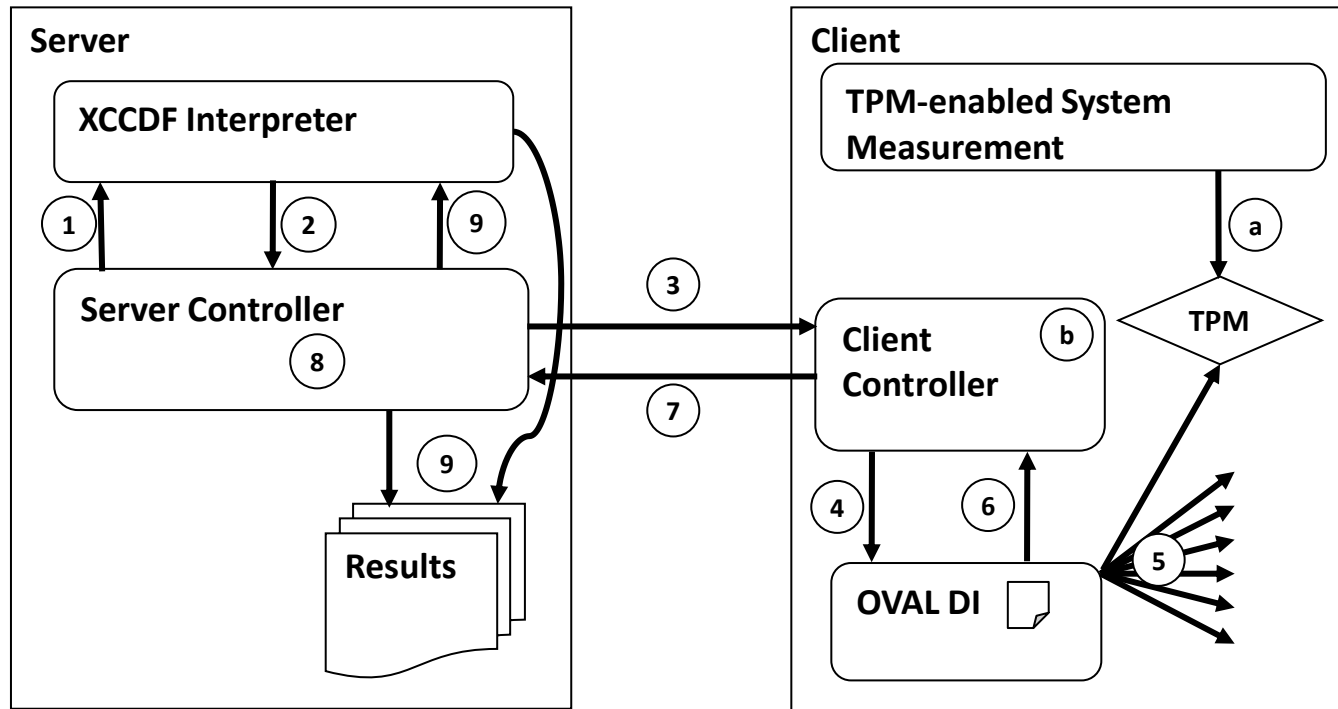 Server
XCCDF Interpreter
1
2
9
Server Controller
8
9
Results
3
7
Client
TPM-enabled System
Measurement
a
TPM
b
Client
Controller
4
6
5
OVAL DI